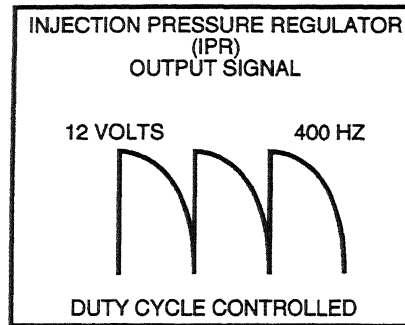 INJECTION PRESSURE REGULATOR
(IPR)
OUTPUT SIGNAL
12 VOLTS 400 HZ
DUTY CYCLE CONTROLLED